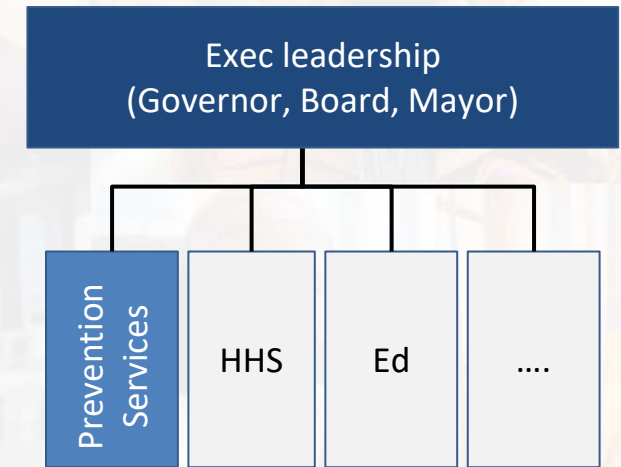 Exec leadership
(Governor, Board, Mayor)
Prevention
Services
HHS
Ed
....